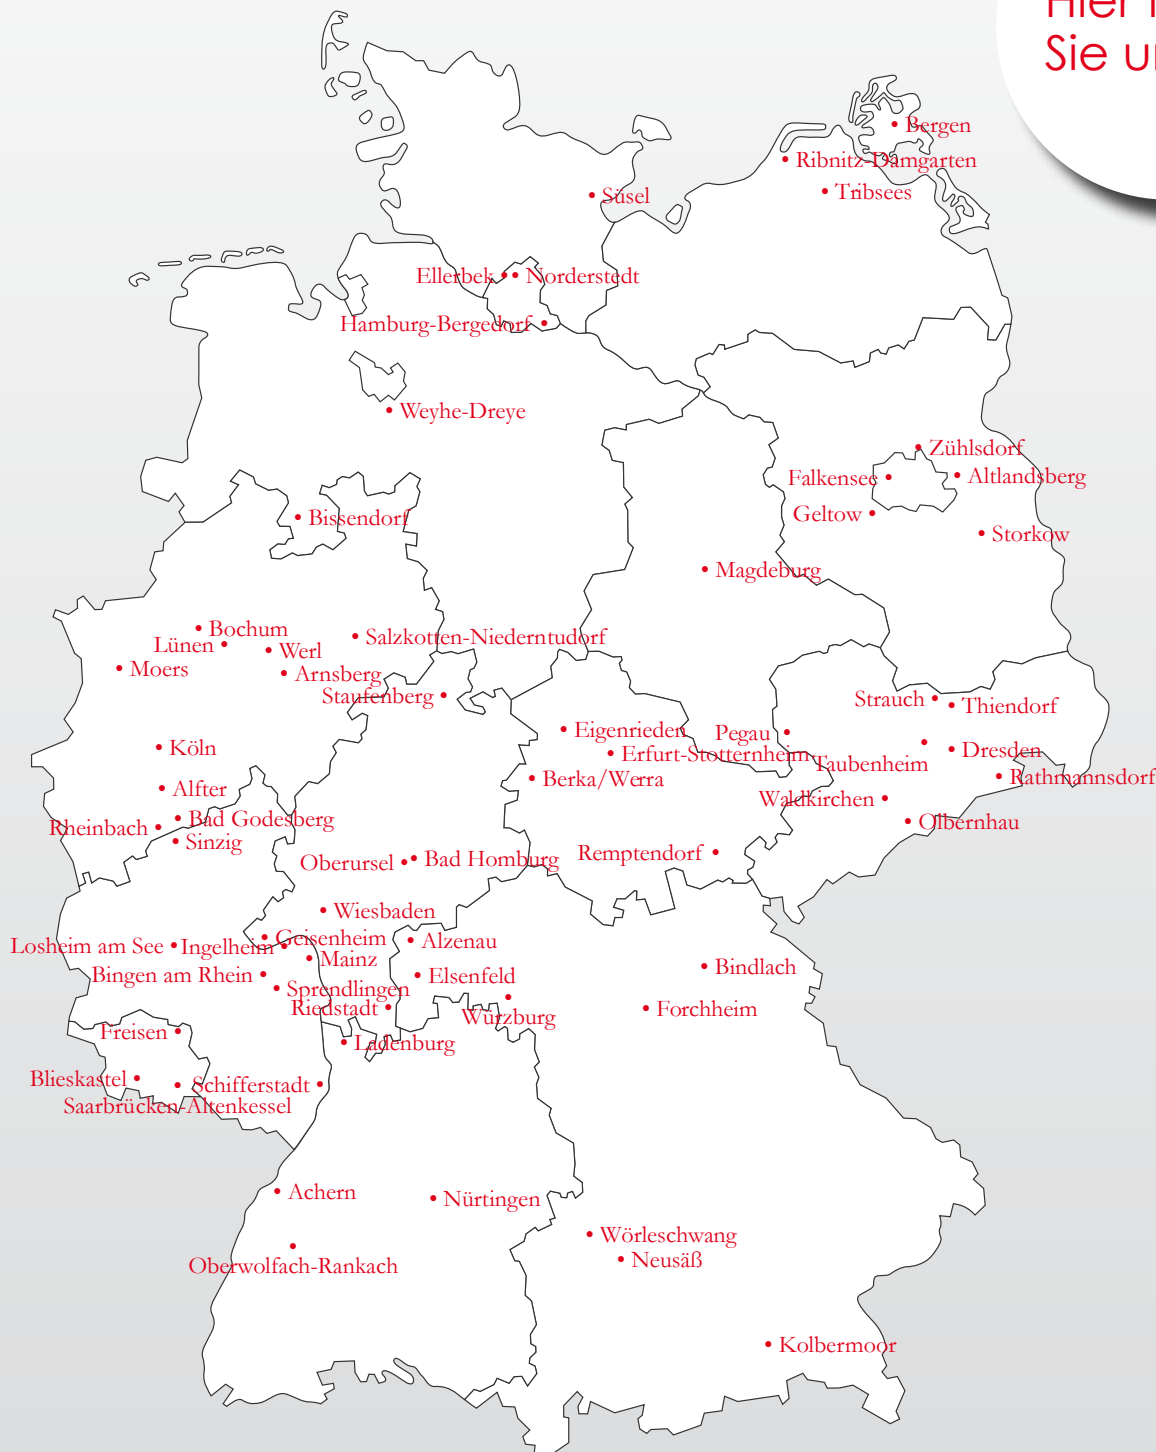 Hier
Sie
Bergen
Ribnitz-Damgarten
Tribsees
Süsel
Ellerbek
Norderstedt
Hamburg-Bergedorf
Weyhe-Dreye
Zühlsdorf
Falkensee
Altlandsberg
Geltow
Bissendorf
Storkow
Magdeburg
Bochum
Salzkotten-Niederntudorf
Lünen
Werl
Moers
Arnsberg
Staufenberg
Strauch
Thiendorf
Eigenrieden
Pegau
Köln
Erfurt-Stotternheim
Dresden
Taubenheim
Berka/Werra
Rathmannsdorf
Alfter
Waldkirchen
Bad Godesberg
Olbernhau
Rheinbach
Sinzig
Remptendorf
Oberursel
Bad Homburg
Wiesbaden
Geisenheim
Alzenau
Losheim am See
Ingelheim
Mainz
Bindlach
Bingen am Rhein
Elsenfeld
Sprendlingen
Riedstadt
Forchheim
Würzburg
Freisen
Ladenburg
Blieskastel
Schifferstadt
Saarbrücken-Altenkessel
Achern
Nürtingen
Wörleschwang
Neusäß
Oberwolfach-Rankach
Kolbermoor